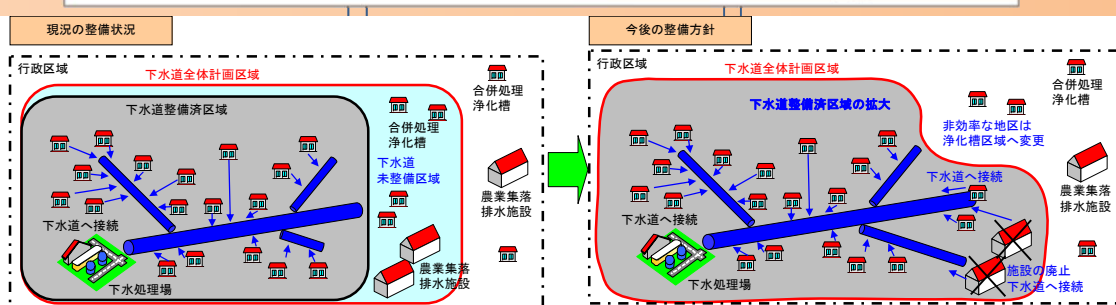 現況の整備状況
行政区域
下水道全体計画区域
下水道整備済区域
合併処理
浄化槽
合併処理
浄化槽
下水道
未整備区域
農業集落
排水施設
下水道へ接続
農業集落
排水施設
下水処理場
今後の整備方針
行政区域
下水道全体計画区域
下水道整備済区域の拡大
合併処理
浄化槽
非効率な地区は
浄化槽区域へ変更
下水道へ接続
農業集落
排水施設
下水道へ接続
施設の廃止
下水道へ接続
下水処理場